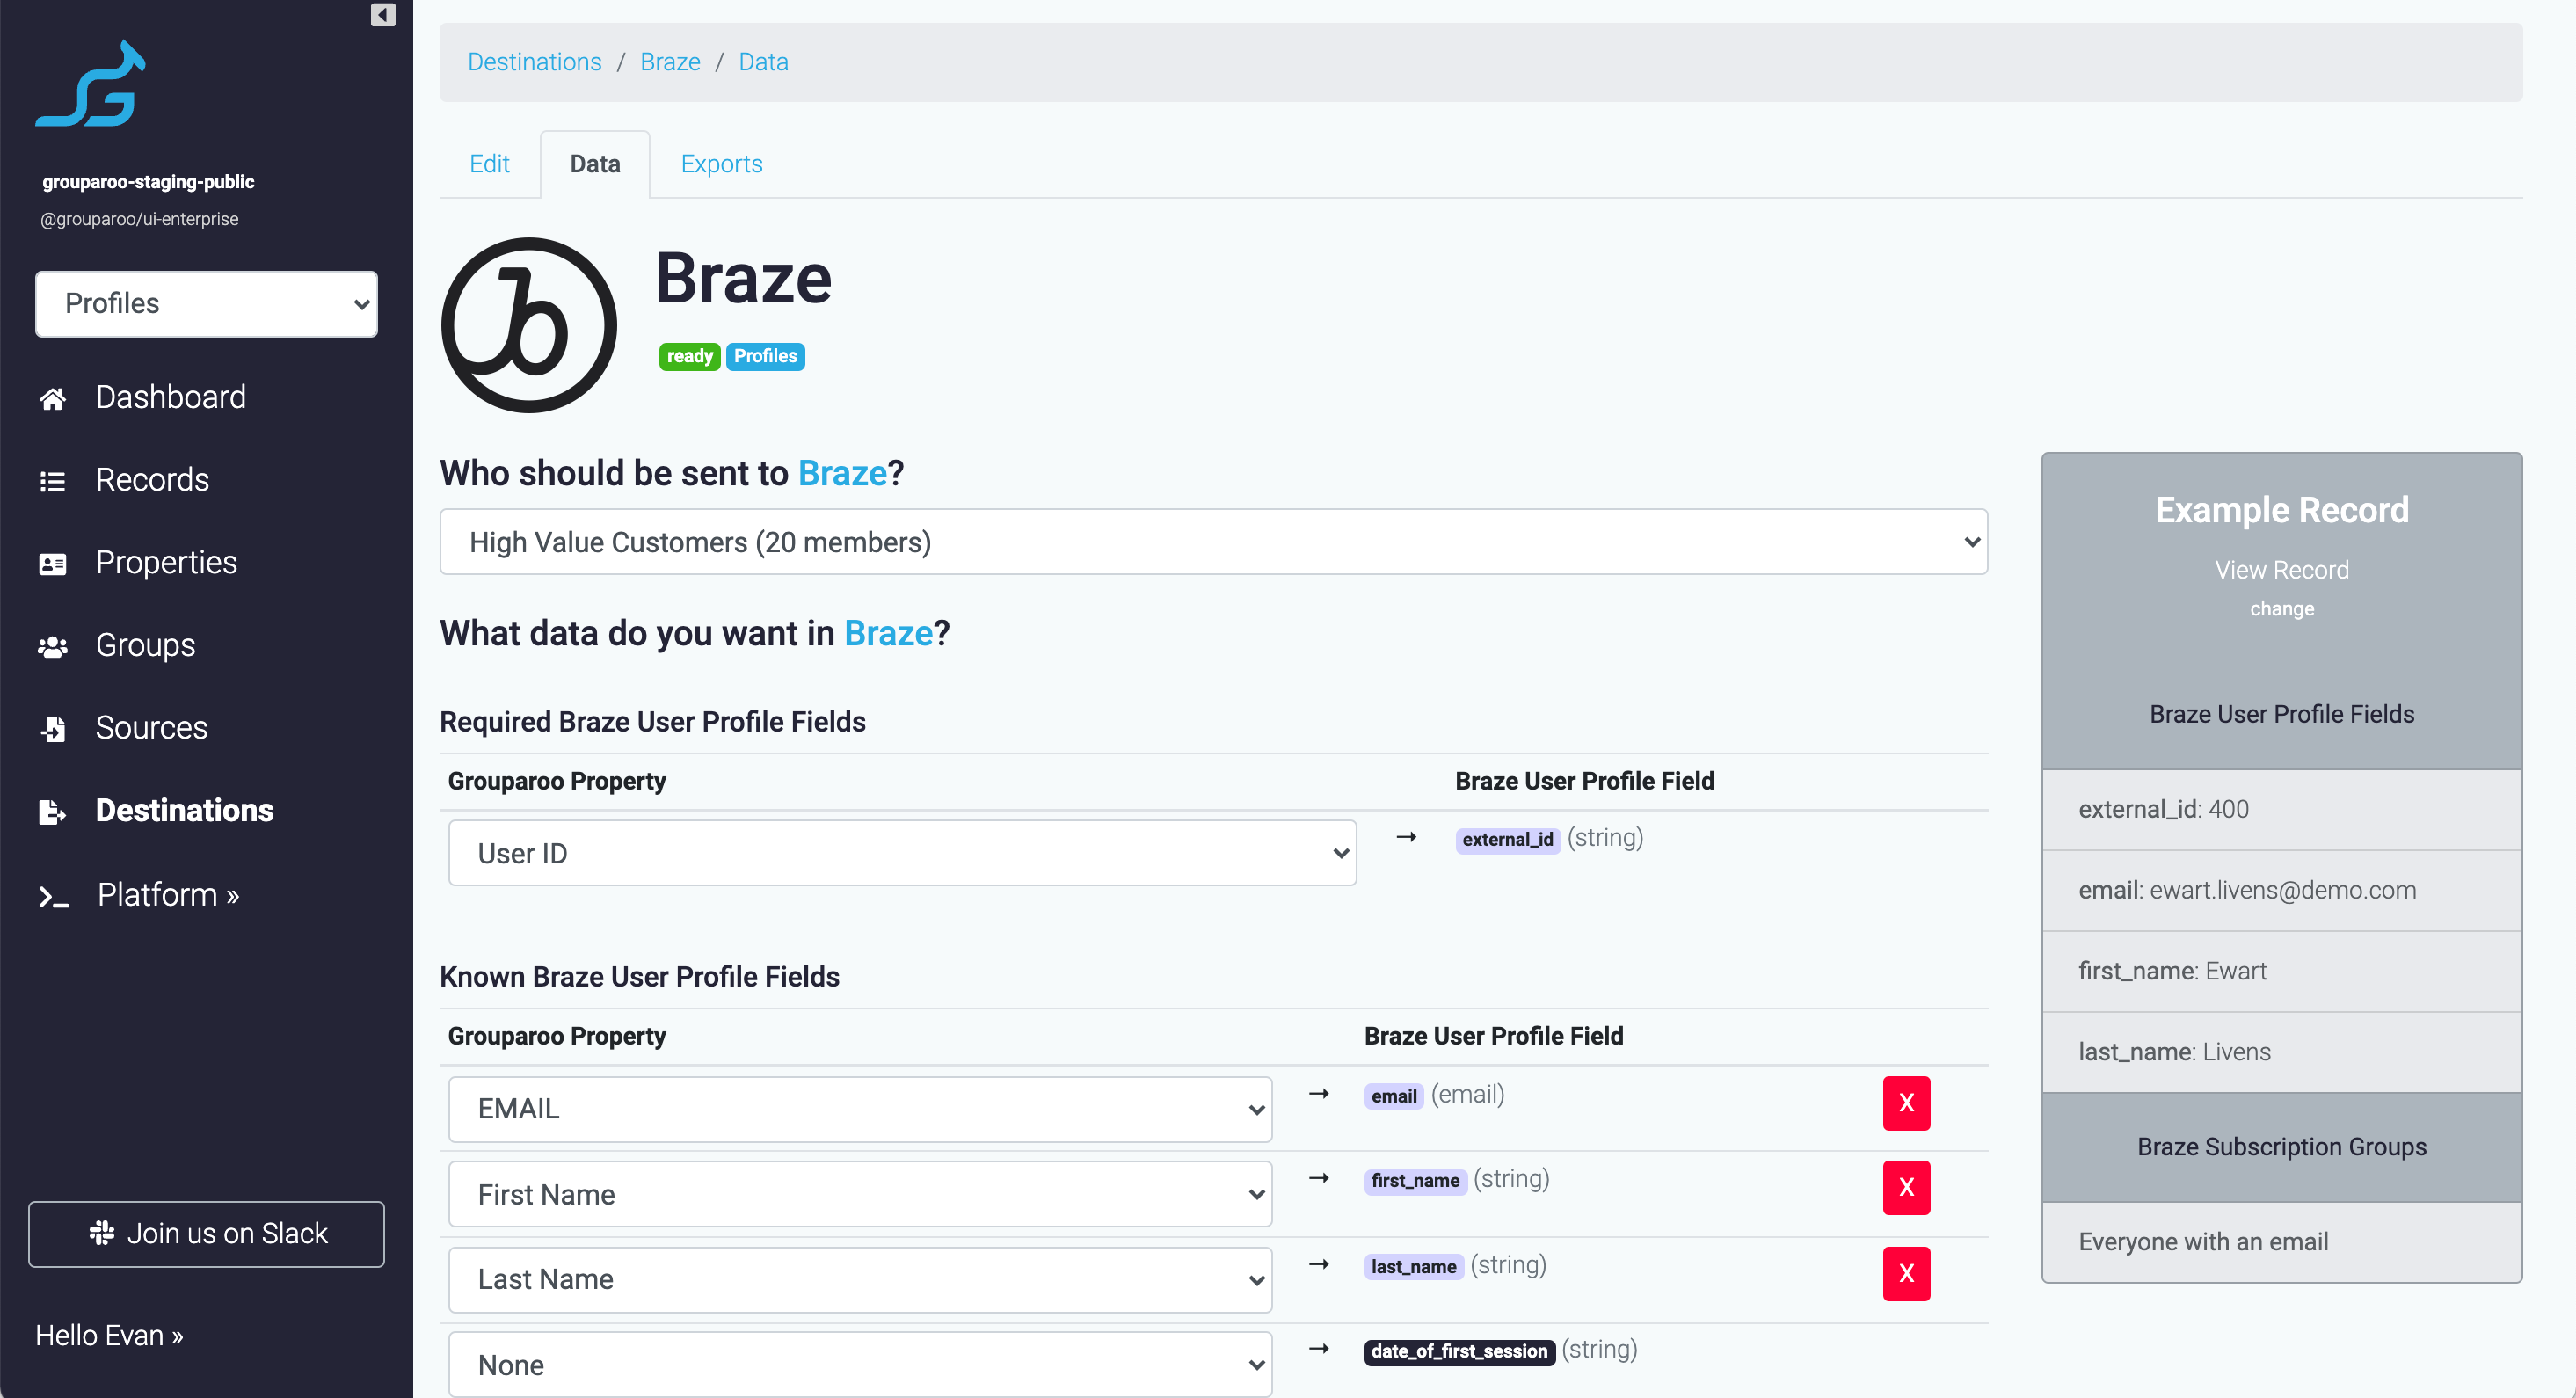 grouparoo-staging-public
@grouparoo/ui-enterprise
Profiles
Dashboard
Records
Properties
Groups
Sources
Destinations
Platform »
Join us on Slack
Hello Evan »
Destinations / Braze / Data
Edit
Data
Exports
Braze
ready Profiles
Who should be sent to Braze?
High Value Customers (20 members)
What data do you want in Braze?
Required Braze User Profile Fields
Grouparoo Property
Braze User Profile Field
User ID → external_id (string)
Known Braze User Profile Fields
Grouparoo Property
Braze User Profile Field
EMAIL → email (email) X
First Name → first_name (string) X
Last Name → last_name (string) X
None → date_of_first_session (string)
Example Record
View Record
change
Braze User Profile Fields
external_id: 400
email: ewart.livens@demo.com
first_name: Ewart
last_name: Livens
Braze Subscription Groups
Everyone with an email